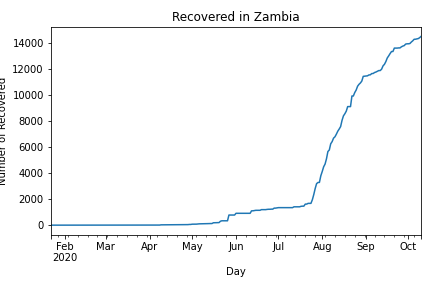 Recovered in Zambia
Number of Recovered
14000
12000
10000
8000
6000
4000
2000
0
Feb Mar Apr May Jun Jul Aug Sep Oct
2020
Day